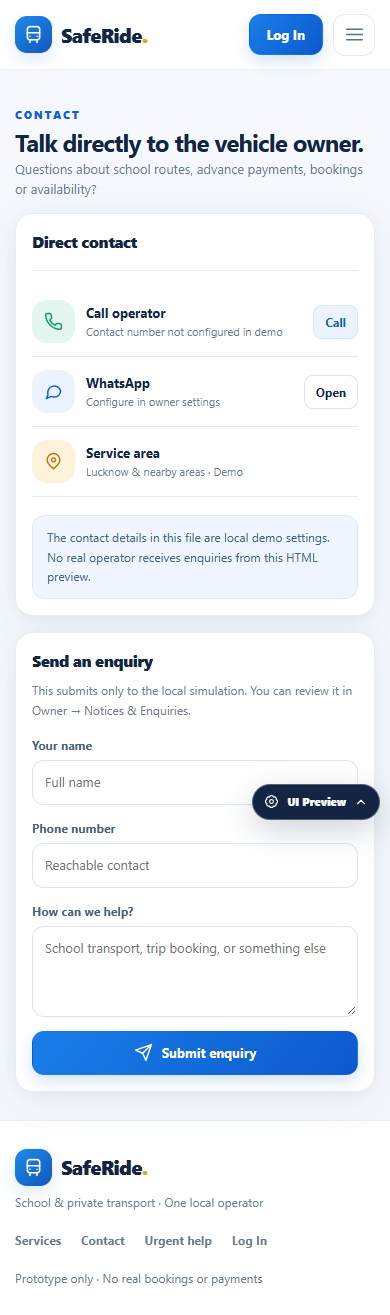 SafeRide.
Log In
CONTACT
Talk directly to the vehicle owner.
Questions about school routes, advance payments, bookings
or availability?
Direct contact
Call operator
Contact number not configured in demo
Call
WhatsApp
Configure in owner settings
Open
Service area
Lucknow & nearby areas · Demo
The contact details in this file are local demo settings.
No real operator receives enquiries from this HTML
preview.
Send an enquiry
This submits only to the local simulation. You can review it in
Owner → Notices & Enquiries.
Your name
Full name
UI Preview
Phone number
Reachable contact
How can we help?
School transport, trip booking, or something else
Submit enquiry
SafeRide.
School & private transport · One local operator
Services Contact Urgent help Log In
Prototype only · No real bookings or payments